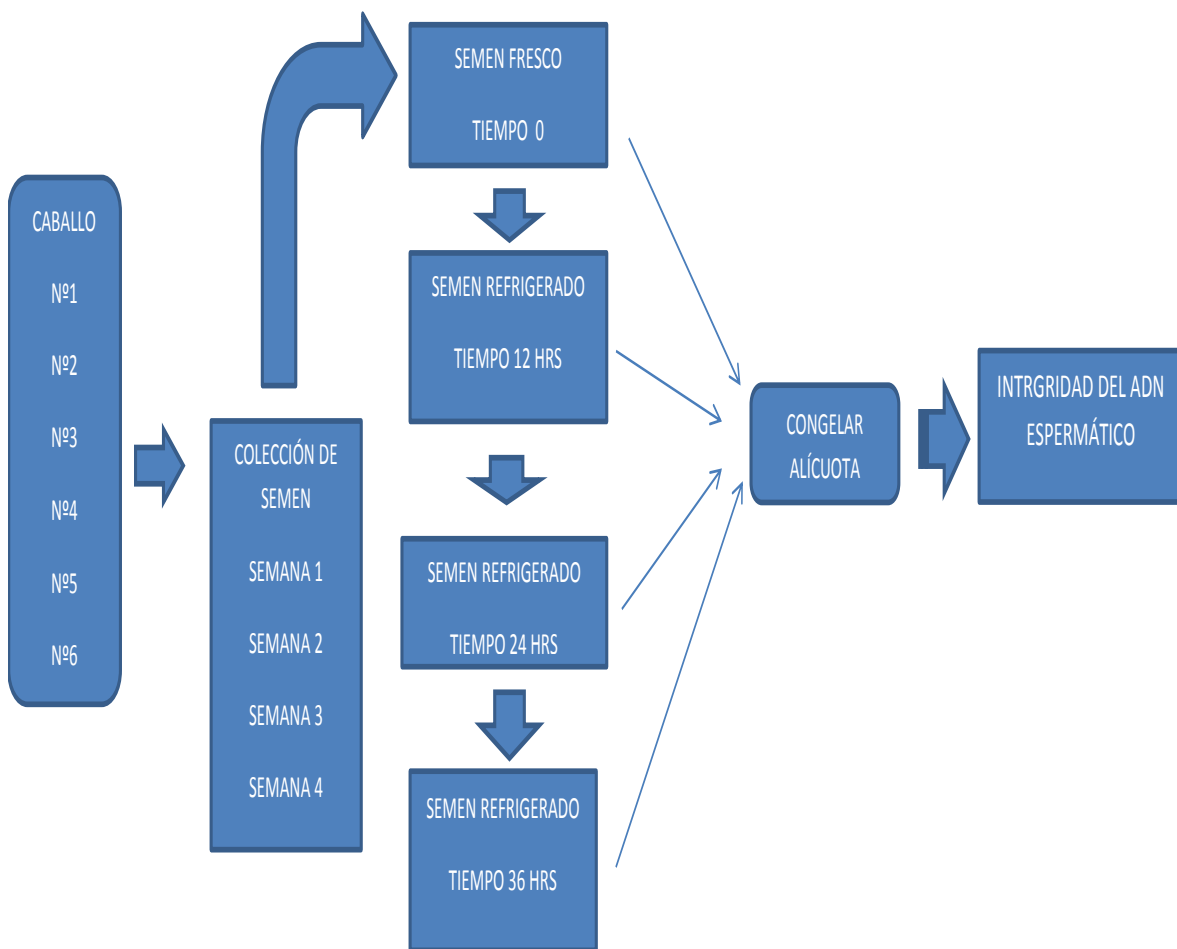 CABALLO
Nº1
Nº2
Nº3
Nº4
Nº5
Nº6
COLECCIÓN DE
SEMEN
SEMANA 1
SEMANA 2
SEMANA 3
SEMANA 4
SEMEN FRESCO
TIEMPO 0
SEMEN REFRIGERADO
TIEMPO 12 HRS
SEMEN REFRIGERADO
TIEMPO 24 HRS
SEMEN REFRIGERADO
TIEMPO 36 HRS
CONGELAR
ALÍCUOTA
INTRGRIDAD DEL ADN
ESPERMÁTICO